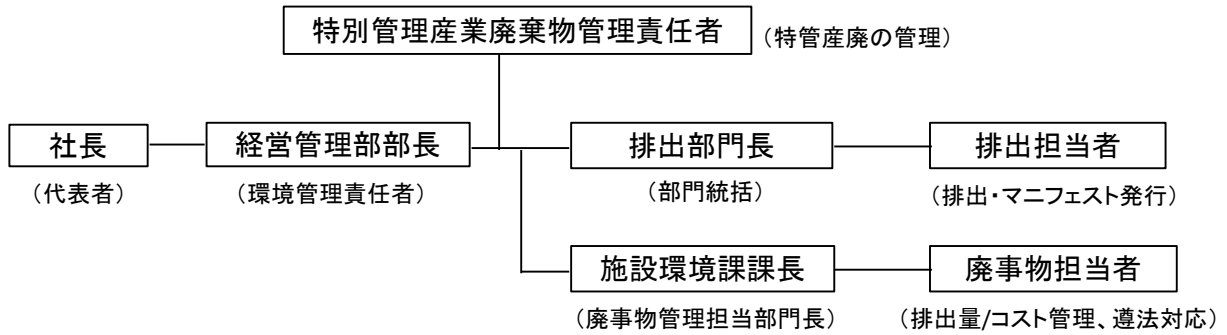 特別管理産業廃棄物管理責任者 （特管産廃の管理）
社長 経営管理部部長 排出部門長 排出担当者
（代表者） （環境管理責任者） （部門統括） （排出・マニフェスト発行）
施設環境課課長 廃事物担当者
（廃事物管理担当部門長） （排出量/コスト管理、遵法対応）